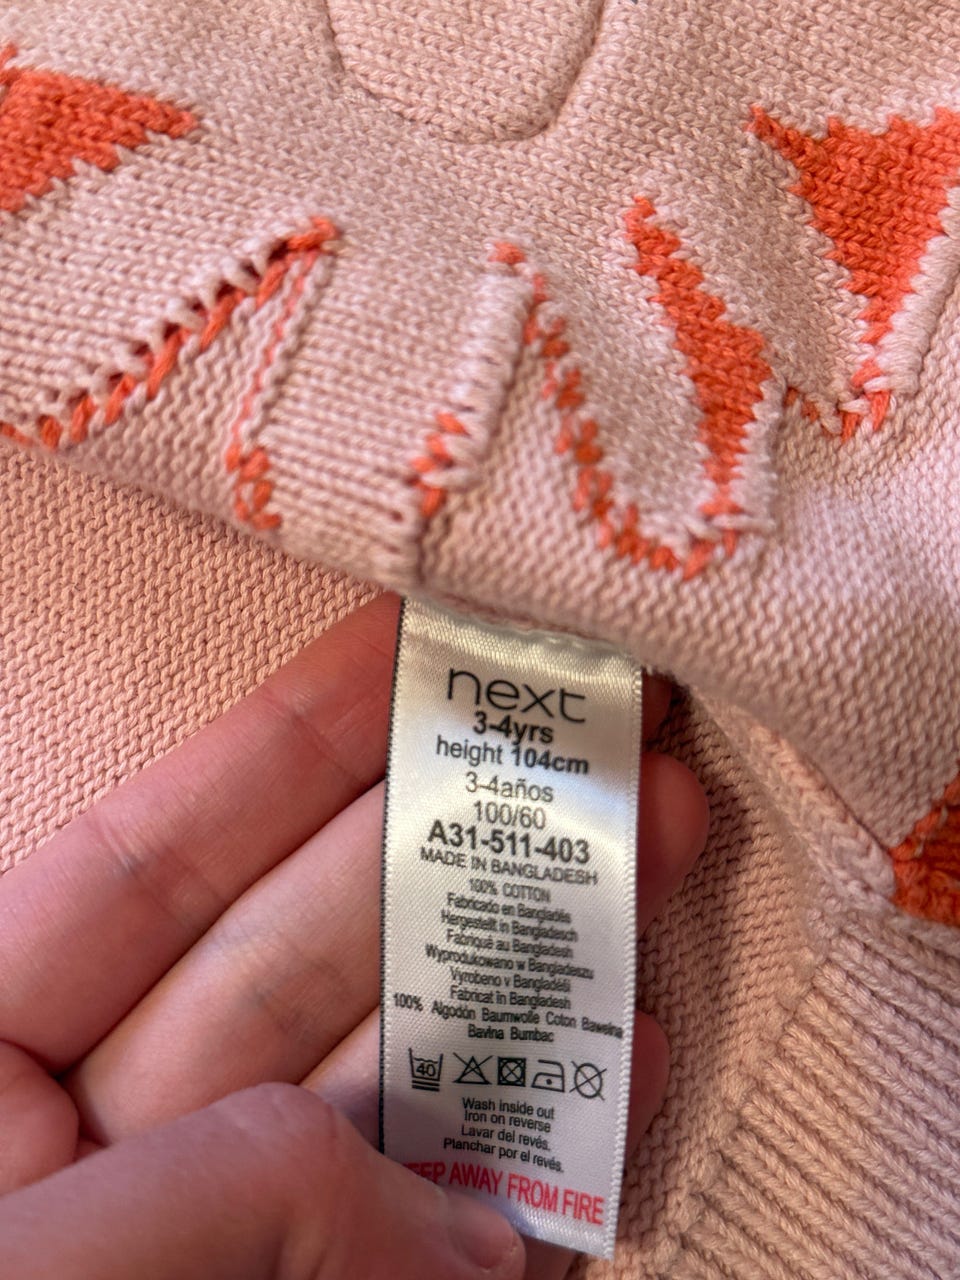 next
3-4yrs
height 104cm
3-4años
100/60
A31-511-403
MADE IN BANGLADESH
100% COTTON
Fabricado en Bangladés
Hergestellt in Bangladesch
Fabriqué au Bangladesh
Wyprodukowano w Bangladeszu
Vyrobeno v Bangladéši
Fabricat în Bangladesh
100% Algodón Baumwolle Coton Bawełna
Bavlna Bumbac
40
Wash inside out
Iron on reverse
Lavar del revés.
Planchar por el revés.
EEP AWAY FROM FIRE